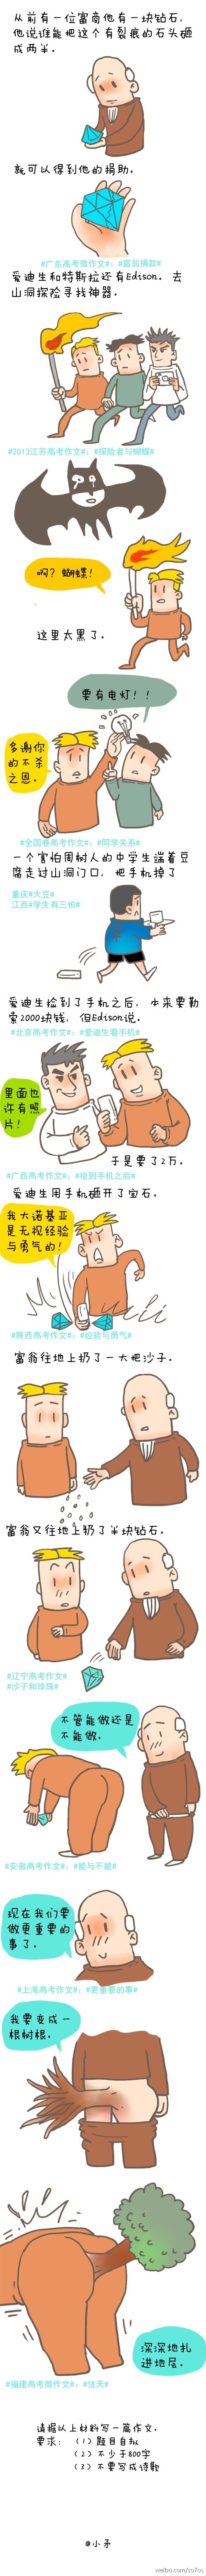 从前有一位富商他有一块钻石，
他说谁能把这个有裂痕的石头砸
成两半。
就可以得到他的捐助。
#广东高考微作文#：#富翁捐款#
爱迪生和特斯拉还有Edison. 去
山洞探险寻找神器。
#2013江苏高考作文#：#探险者与蝴蝶#
啊？蝴蝶！
这里太黑了。
要有电灯！！
多谢你
的不杀
之恩。
#全国卷高考作文#：#同学关系#
一个害怕周树人的中学生端着豆
腐走过山洞门口，把手机掉了
重庆#大豆#
江西#学生有三怕#
爱迪生捡到了手机之后，本来要勒
索2000块钱，但Edison说。
#北京高考作文#：#爱迪生看手机#
里面也
许有照
片！
于是要了2万。
#广西高考作文#：#捡到手机之后#
爱迪生用手机砸开了宝石。
我大诺基亚
是无视经验
与勇气的！
#陕西高考作文#：#经验与勇气#
富翁往地上扔了一大把沙子。
富翁又往地上扔了半块钻石。
#辽宁高考作文#
#沙子和珍珠#
不管能做还是
不能做。
#安徽高考作文#：#能与不能#
现在我们要
做更重要的
事了。
#上海高考作文#：#更重要的事#
我要变成一
根树根。
深深地扎
进地底。
#福建高考微作文#：#忧天#
请据以上材料写一篇作文。
要求：（1）题目自拟
（2）不少于800字
（3）不要写成诗歌
@小矛